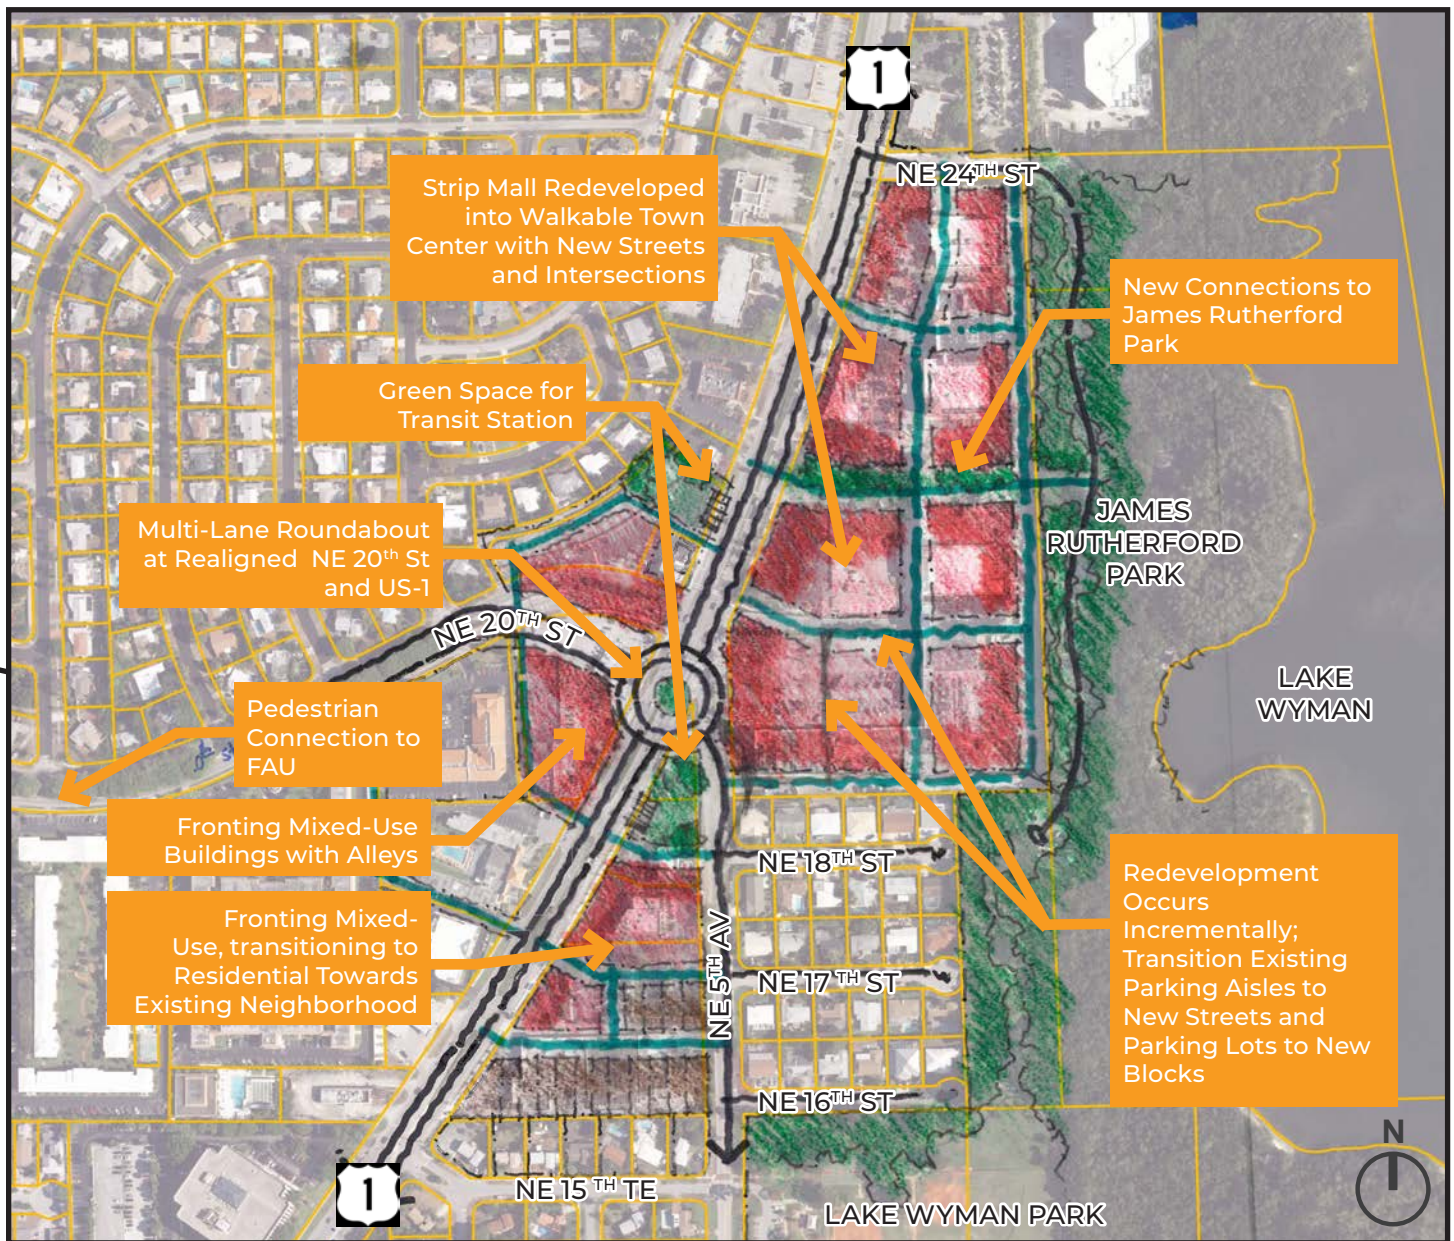 1
NE 24TH ST
Strip Mall Redeveloped
into Walkable Town
Center with New Streets
and Intersections
New Connections to
James Rutherford
Park
Green Space for
Transit Station
Multi-Lane Roundabout
at Realigned NE 20th St
and US-1
JAMES
RUTHERFORD
PARK
NE 20TH ST
LAKE
WYMAN
Pedestrian
Connection to
FAU
Fronting Mixed-Use
Buildings with Alleys
NE 18TH ST
Redevelopment
Occurs
Incrementally;
Transition Existing
Parking Aisles to
New Streets and
Parking Lots to New
Blocks
Fronting Mixed-
Use, transitioning to
Residential Towards
Existing Neighborhood
NE 5TH AV
NE 17 TH ST
NE 16TH ST
N
1
NE 15 TH TE
LAKE WYMAN PARK